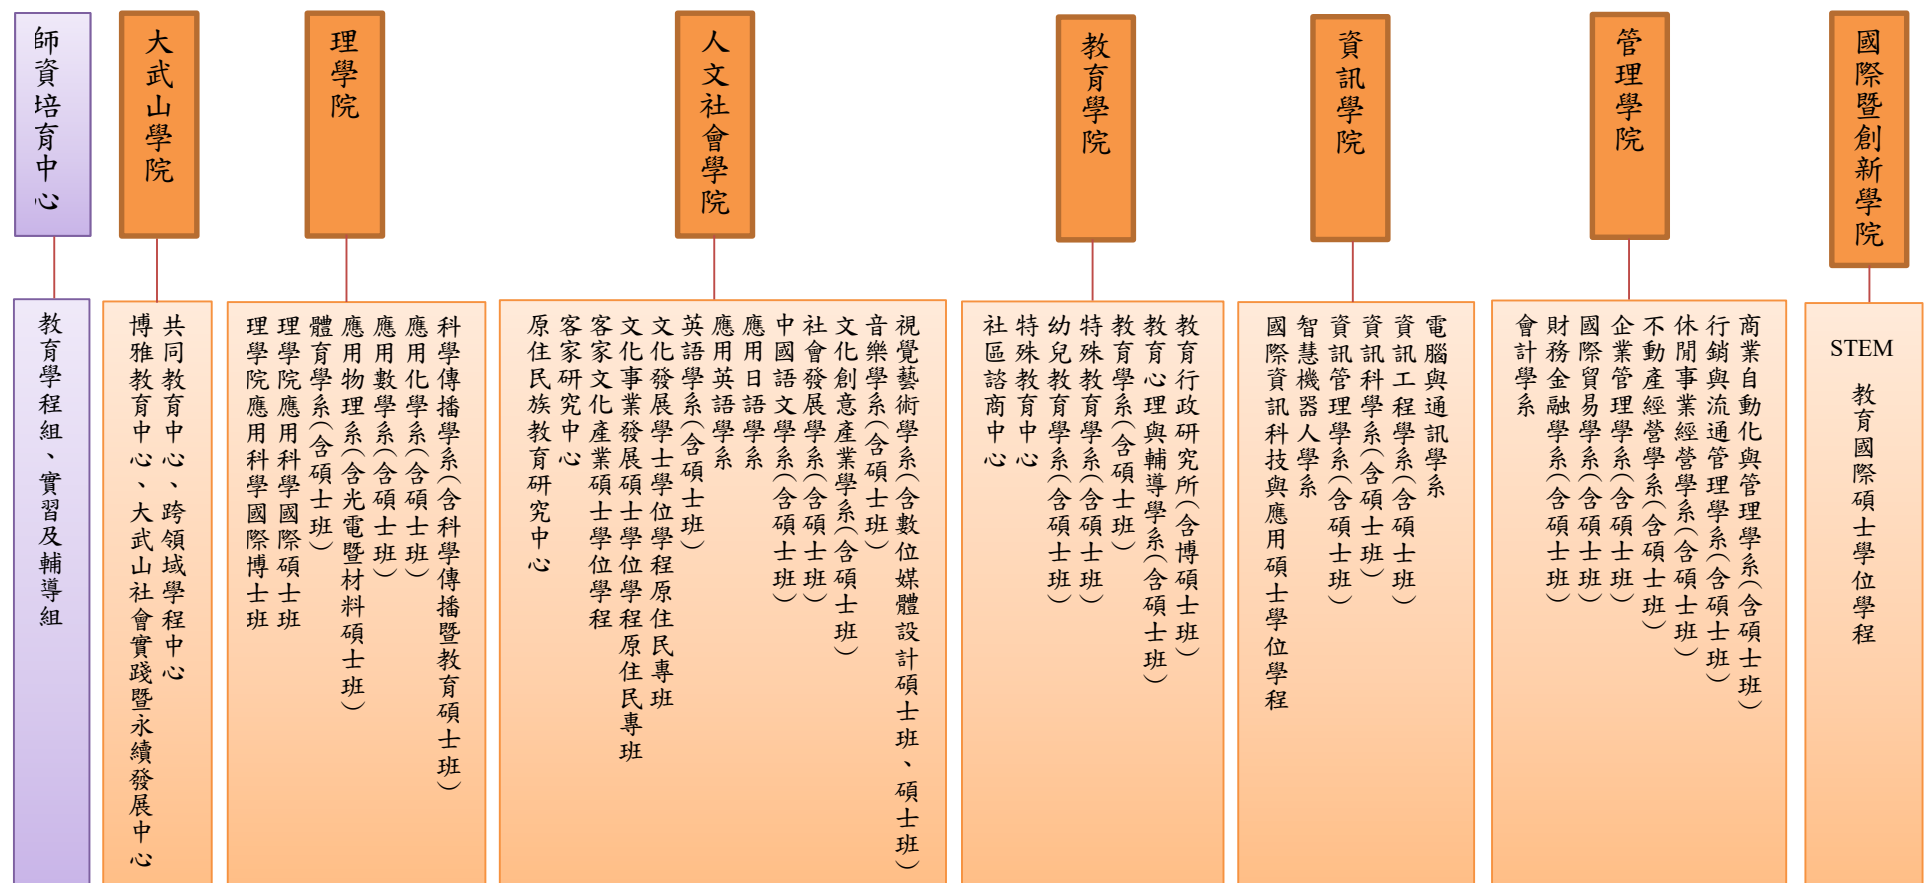 國際暨創新學院
STEM
教育國際碩士學位學程
管理學院
商業自動化與管理學系(含碩士班)
行銷與流通管理學系(含碩士班)
休閒事業經營學系(含碩士班)
不動產經營學系(含碩士班)
企業管理學系(含碩士班)
國際貿易學系(含碩士班)
財務金融學系(含碩士班)
會計學系
資訊學院
電腦與通訊學系
資訊工程學系(含碩士班)
資訊科學系(含碩士班)
資訊管理學系(含碩士班)
智慧機器人學系
國際資訊科技與應用碩士學位學程
教育學院
教育行政研究所(含博碩士班)
教育心理與輔導學系(含碩士班)
教育學系(含碩士班)
特殊教育學系(含碩士班)
幼兒教育學系(含碩士班)
特殊教育中心
社區諮商中心
人文社會學院
視覺藝術學系(含數位媒體設計碩士班、碩士班)
音樂學系(含碩士班)
文化創意產業學系(含碩士班)
社會發展學系(含碩士班)
中國語文學系(含碩士班)
應用日語學系
應用英語學系
英語學系(含碩士班)
文化發展學士學位學程原住民專班
文化事業發展碩士學位學程原住民專班
客家文化產業碩士學位學程
客家研究中心
原住民族教育研究中心
理學院
科學傳播學系(含科學傳播暨教育碩士班)
應用化學系(含碩士班)
應用數學系(含碩士班)
應用物理系(含光電暨材料碩士班)
體育學系(含碩士班)
理學院應用科學國際碩士班
理學院應用科學國際博士班
大武山學院
共同教育中心、跨領域學程中心
博雅教育中心、大武山社會實踐暨永續發展中心
師資培育中心
教育學程組、實習及輔導組